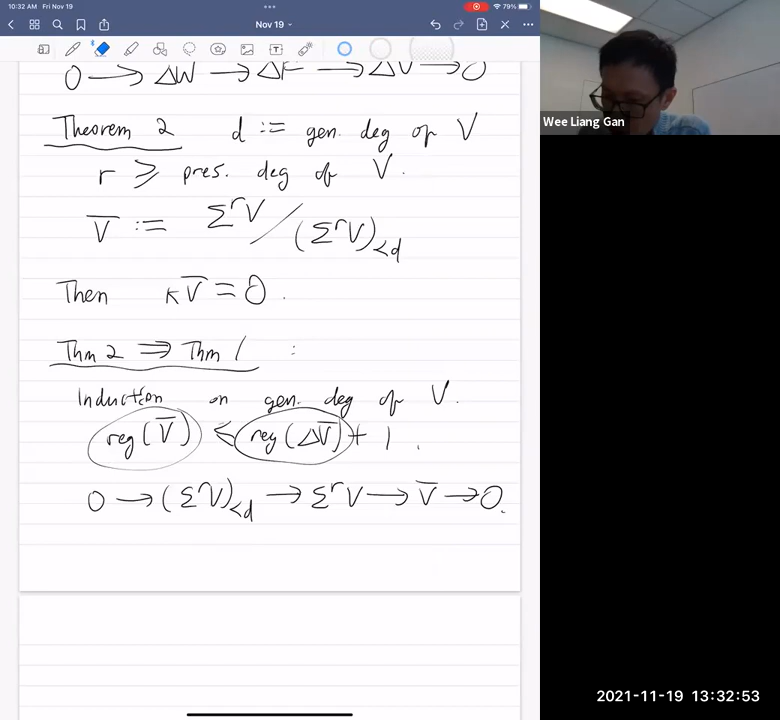 10:32 AM Fri Nov 19
79%
Nov 19
0 → ΔW → ΔF → ΔV → 0
Theorem 2 d := gen. deg of V
r ≥ pres. deg of V.
V̅ := Σ^r V / (Σ^r V)_{<d}
Then κV̅ = 0.
Thm 2 ⇒ Thm 1 :
Induction on gen. deg of V.
reg(V̅) ≤ reg(ΔV̅) + 1.
0 → (Σ^r V)_{<d} → Σ^r V → V̅ → 0.
Wee Liang Gan
2021-11-19 13:32:53